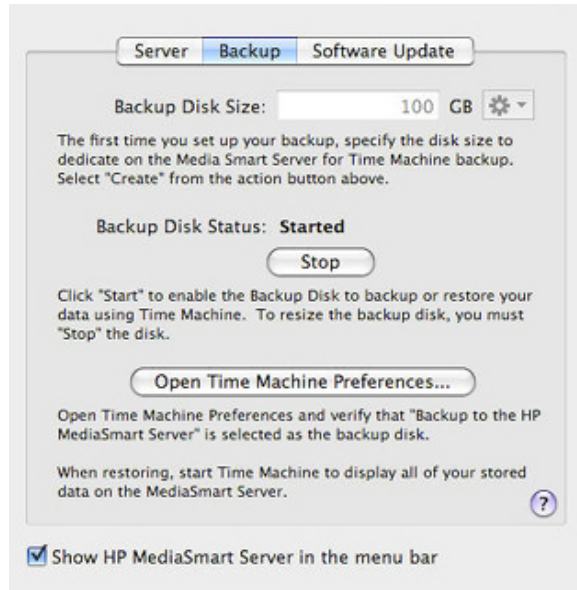 Server Backup Software Update
Backup Disk Size: 100 GB
The first time you set up your backup, specify the disk size to
dedicate on the Media Smart Server for Time Machine backup.
Select "Create" from the action button above.
Backup Disk Status: Started
Stop
Click "Start" to enable the Backup Disk to backup or restore your
data using Time Machine. To resize the backup disk, you must
"Stop" the disk.
Open Time Machine Preferences...
Open Time Machine Preferences and verify that "Backup to the HP
MediaSmart Server" is selected as the backup disk.
When restoring, start Time Machine to display all of your stored
data on the MediaSmart Server.
?
Show HP MediaSmart Server in the menu bar